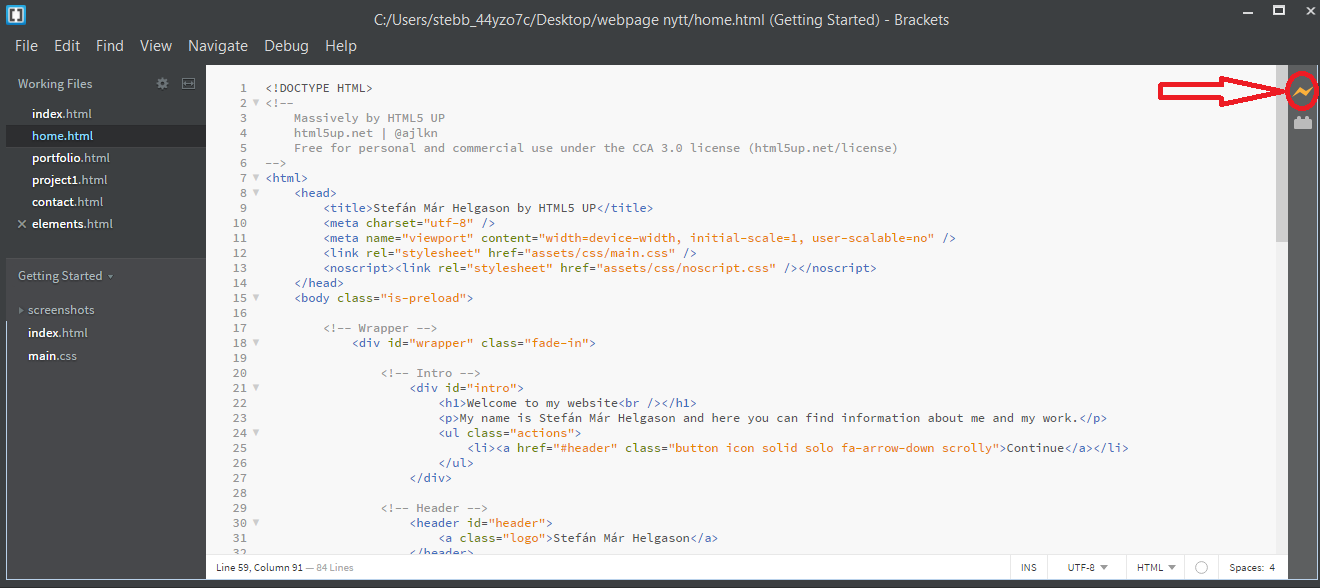 C:/Users/stebb_44yzo7c/Desktop/webpage nytt/home.html (Getting Started) - Brackets
File Edit Find View Navigate Debug Help
Working Files
index.html
home.html
portfolio.html
project1.html
contact.html
elements.html
Getting Started
screenshots
index.html
main.css
1 <!DOCTYPE HTML>
2 <!--
3 Massively by HTML5 UP
4 html5up.net | @ajlkn
5 Free for personal and commercial use under the CCA 3.0 license (html5up.net/license)
6 -->
7 <html>
8 <head>
9 <title>Stefán Már Helgason by HTML5 UP</title>
10 <meta charset="utf-8" />
11 <meta name="viewport" content="width=device-width, initial-scale=1, user-scalable=no" />
12 <link rel="stylesheet" href="assets/css/main.css" />
13 <noscript><link rel="stylesheet" href="assets/css/noscript.css" /></noscript>
14 </head>
15 <body class="is-preload">
16
17 <!-- Wrapper -->
18 <div id="wrapper" class="fade-in">
19
20 <!-- Intro -->
21 <div id="intro">
22 <h1>Welcome to my website<br /></h1>
23 <p>My name is Stefán Már Helgason and here you can find information about me and my work.</p>
24 <ul class="actions">
25 <li><a href="#header" class="button icon solid solo fa-arrow-down scrolly">Continue</a></li>
26 </ul>
27 </div>
28
29 <!-- Header -->
30 <header id="header">
31 <a class="logo">Stefán Már Helgason</a>
32 </header>
Line 59, Column 91 — 84 Lines
INS UTF-8 HTML Spaces: 4